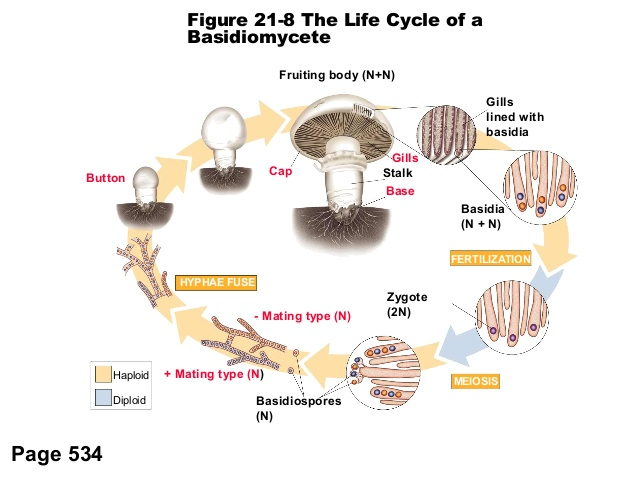 Figure 21-8 The Life Cycle of a
Basidiomycete
Fruiting body (N+N)
Gills
lined with
basidia
Cap
Gills
Stalk
Base
Button
Basidia
(N + N)
FERTILIZATION
HYPHAE FUSE
Zygote
(2N)
- Mating type (N)
+ Mating type (N)
MEIOSIS
Haploid
Diploid
Basidiospores
(N)
Page 534